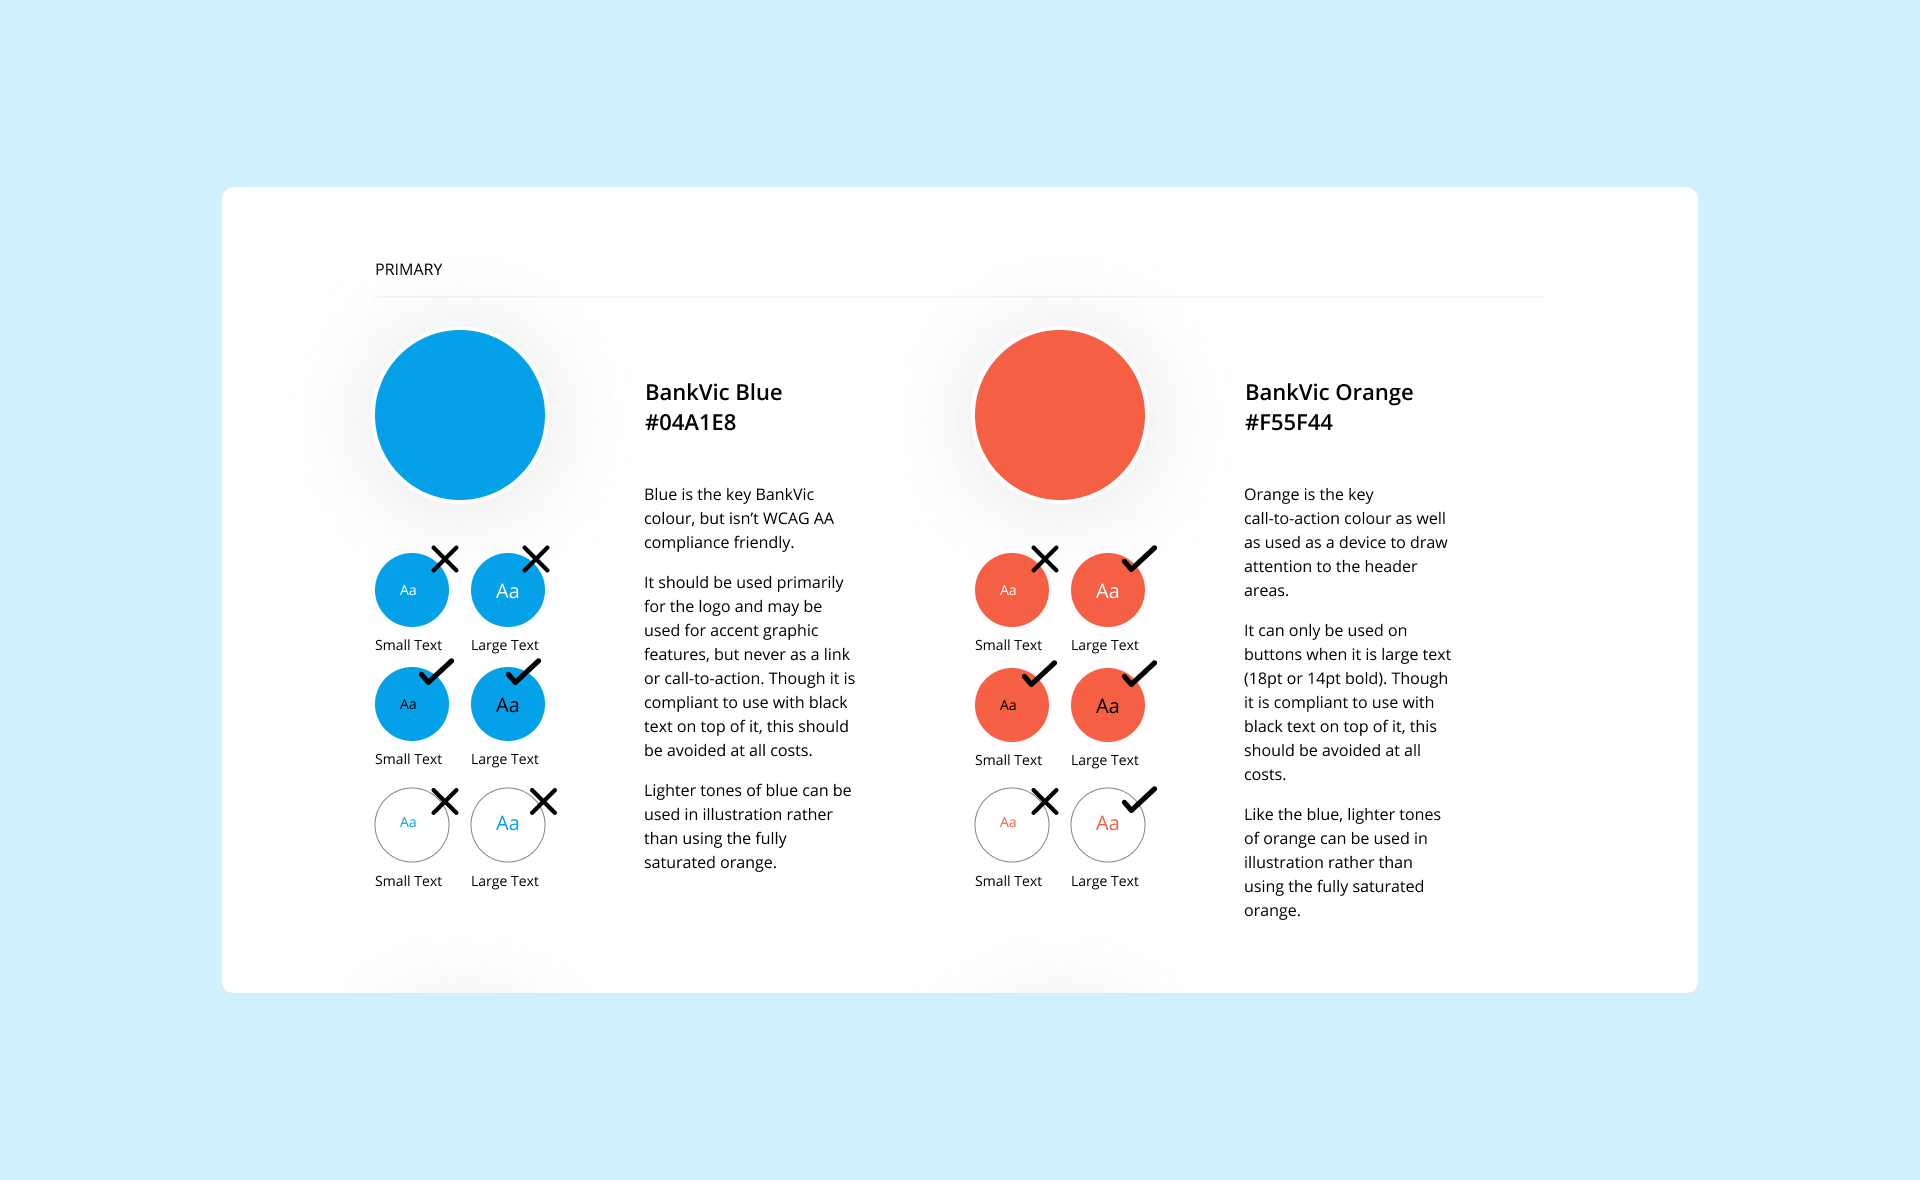 PRIMARY
BankVic Blue
#04A1E8
Blue is the key BankVic
colour, but isn’t WCAG AA
compliance friendly.
It should be used primarily
for the logo and may be
used for accent graphic
features, but never as a link
or call-to-action. Though it is
compliant to use with black
text on top of it, this should
be avoided at all costs.
Lighter tones of blue can be
used in illustration rather
than using the fully
saturated orange.
Aa Aa
Small Text Large Text
Aa Aa
Small Text Large Text
Aa Aa
Small Text Large Text
BankVic Orange
#F55F44
Orange is the key
call-to-action colour as well
as used as a device to draw
attention to the header
areas.
It can only be used on
buttons when it is large text
(18pt or 14pt bold). Though
it is compliant to use with
black text on top of it, this
should be avoided at all
costs.
Like the blue, lighter tones
of orange can be used in
illustration rather than
using the fully saturated
orange.
Aa Aa
Small Text Large Text
Aa Aa
Small Text Large Text
Aa Aa
Small Text Large Text